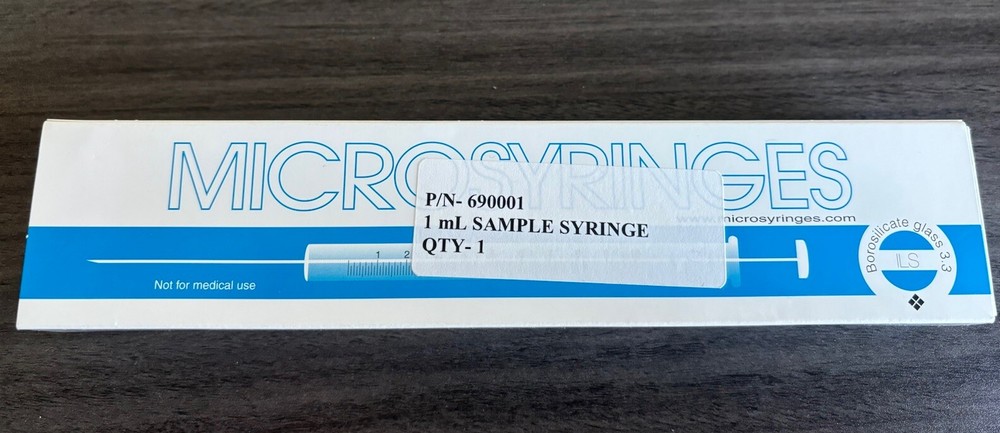 MICROSYRINGES
P/N- 690001
1 mL SAMPLE SYRINGE
QTY- 1
www.microsyringes.com
1 2
Not for medical use
Borosilicate glass 3.3
ILS